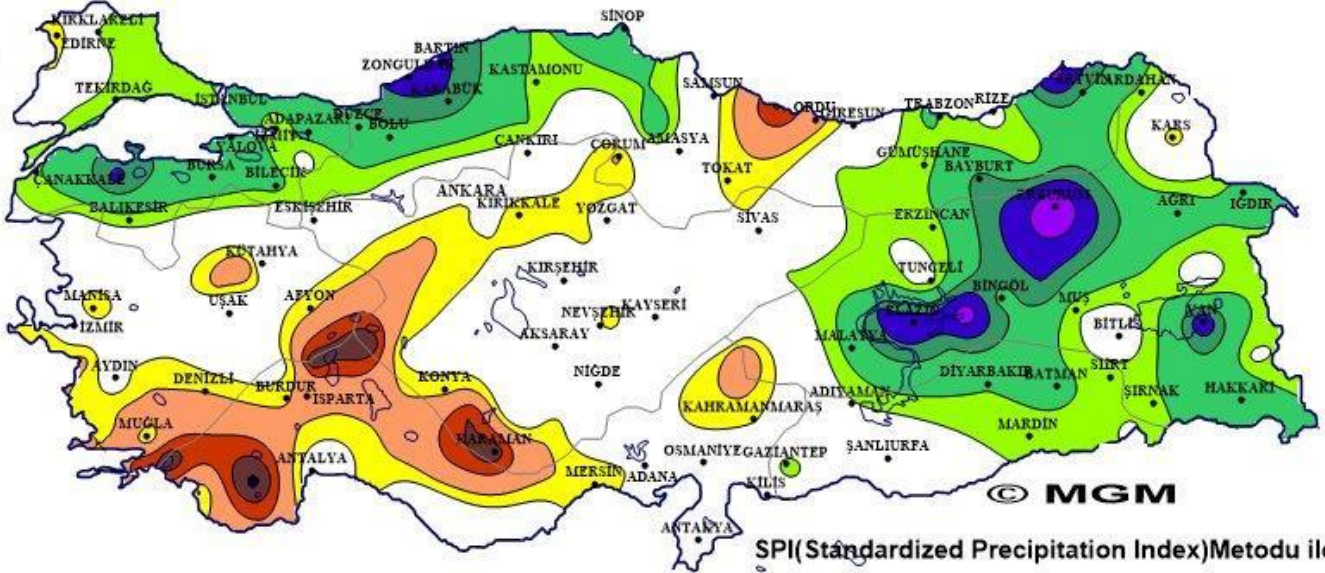 KIRKLARELİ
EDİRNE
TEKİRDAĞ
İSTANBUL
SİNOP
BARTIN
ZONGULDAK
KARABÜK
KASTAMONU
SAMSUN
ORDU
GİRESUN
TRABZON
RİZE
ARTVİN
ARDAHAN
KARS
ADAPAZARI
DÜZCE
BOLU
YALOVA
BURSA
BİLECİK
ÇANAKKALE
BALIKESİR
ESKİŞEHİR
ANKARA
ÇANKIRI
ÇORUM
AMASYA
TOKAT
KIRIKKALE
YOZGAT
SİVAS
GÜMÜŞHANE
BAYBURT
ERZİNCAN
ERZURUM
AĞRI
IĞDIR
KÜTAHYA
UŞAK
AFYON
MANİSA
İZMİR
KIRŞEHİR
NEVŞEHİR
KAYSERİ
AKSARAY
NİĞDE
TUNCELİ
BİNGÖL
ELAZIĞ
MALATYA
MUŞ
BİTLİS
VAN
AYDIN
DENİZLİ
BURDUR
ISPARTA
KONYA
KAHRAMANMARAŞ
ADIYAMAN
DİYARBAKIR
BATMAN
SİİRT
ŞIRNAK
HAKKARİ
MARDİN
MUĞLA
ANTALYA
KARAMAN
MERSİN
ADANA
OSMANİYE
GAZİANTEP
ŞANLIURFA
KİLİS
ANTAKYA
© MGM
SPI(Standardized Precipitation Index)Metodu ile